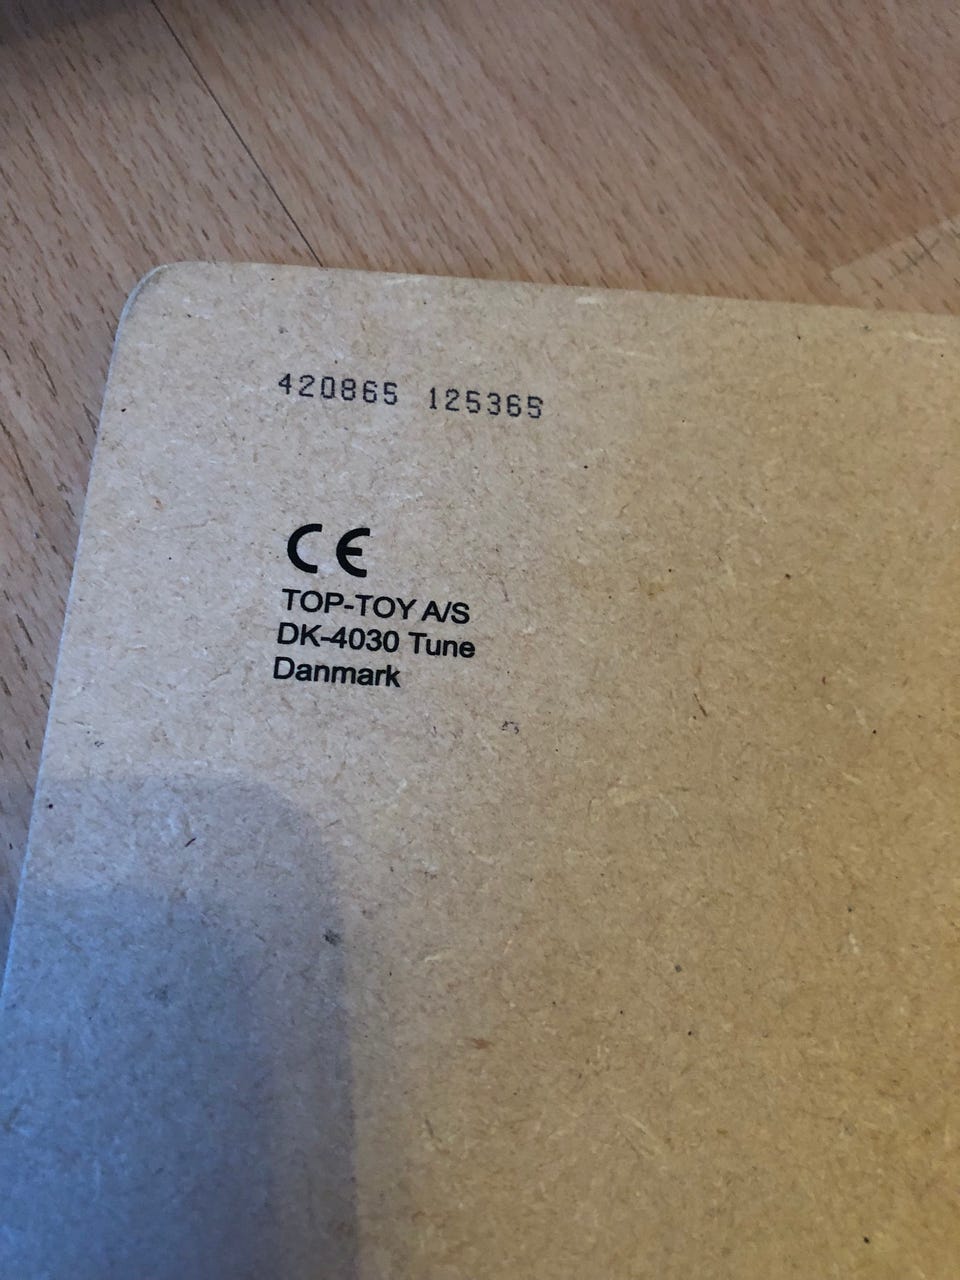 420865 125365
CE
TOP-TOY A/S
DK-4030 Tune
Danmark